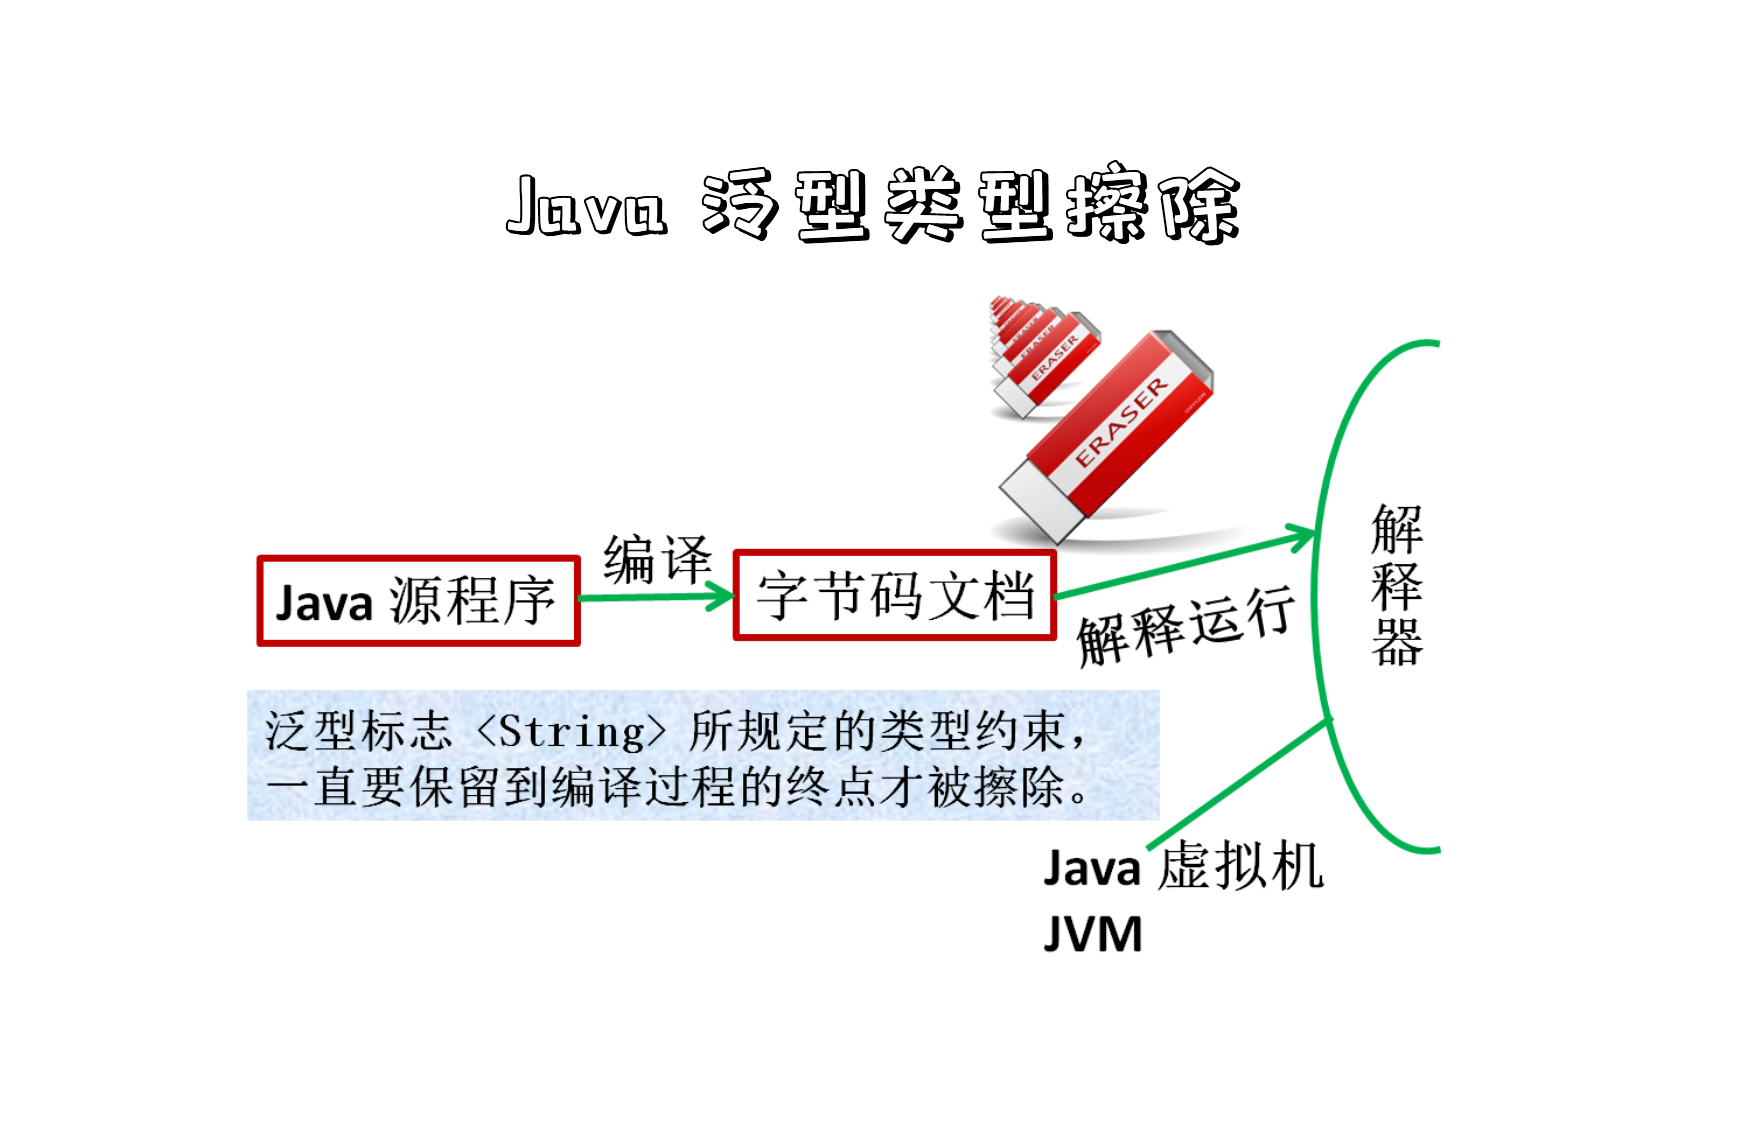 Java 泛型类型擦除
ERASER
ERASER
ERASER
OXYGEN
编译
Java 源程序
字节码文档
解释运行
解释器
泛型标志 <String> 所规定的类型约束，
一直要保留到编译过程的终点才被擦除。
Java 虚拟机
JVM